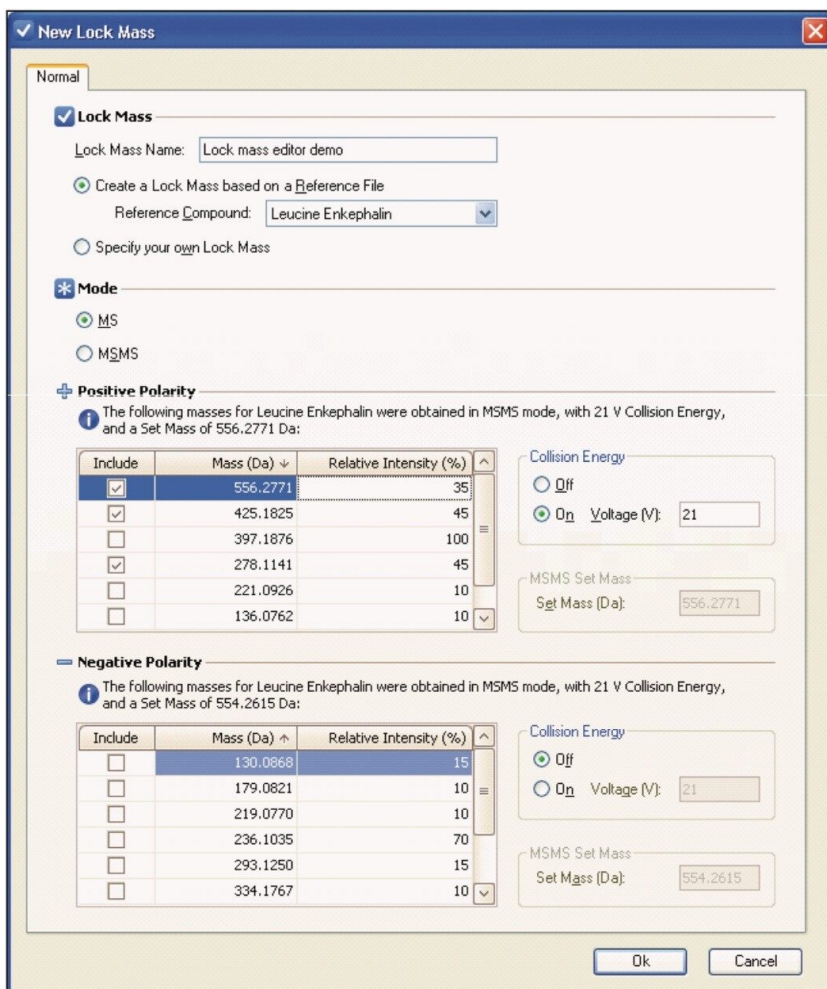 New Lock Mass
Normal
Lock Mass
Lock Mass Name: Lock mass editor demo
Create a Lock Mass based on a Reference File
Reference Compound: Leucine Enkephalin
Specify your own Lock Mass
Mode
MS
MSMS
Positive Polarity
The following masses for Leucine Enkephalin were obtained in MSMS mode, with 21 V Collision Energy,
and a Set Mass of 556.2771 Da:
Include Mass (Da) Relative Intensity (%)
556.2771 35
425.1825 45
397.1876 100
278.1141 45
221.0926 10
136.0762 10
Collision Energy
Off
On Voltage (V): 21
MSMS Set Mass
Set Mass (Da): 556.2771
Negative Polarity
The following masses for Leucine Enkephalin were obtained in MSMS mode, with 21 V Collision Energy,
and a Set Mass of 554.2615 Da:
Include Mass (Da) Relative Intensity (%)
130.0868 15
179.0821 10
219.0770 10
236.1035 70
293.1250 15
334.1767 10
Collision Energy
Off
On Voltage (V): 21
MSMS Set Mass
Set Mass (Da): 554.2615
Ok Cancel